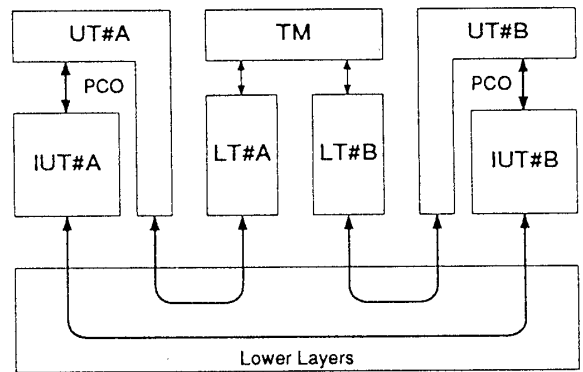 UT#A
TM
UT#B
PCO
PCO
IUT#A
LT#A
LT#B
IUT#B
Lower Layers